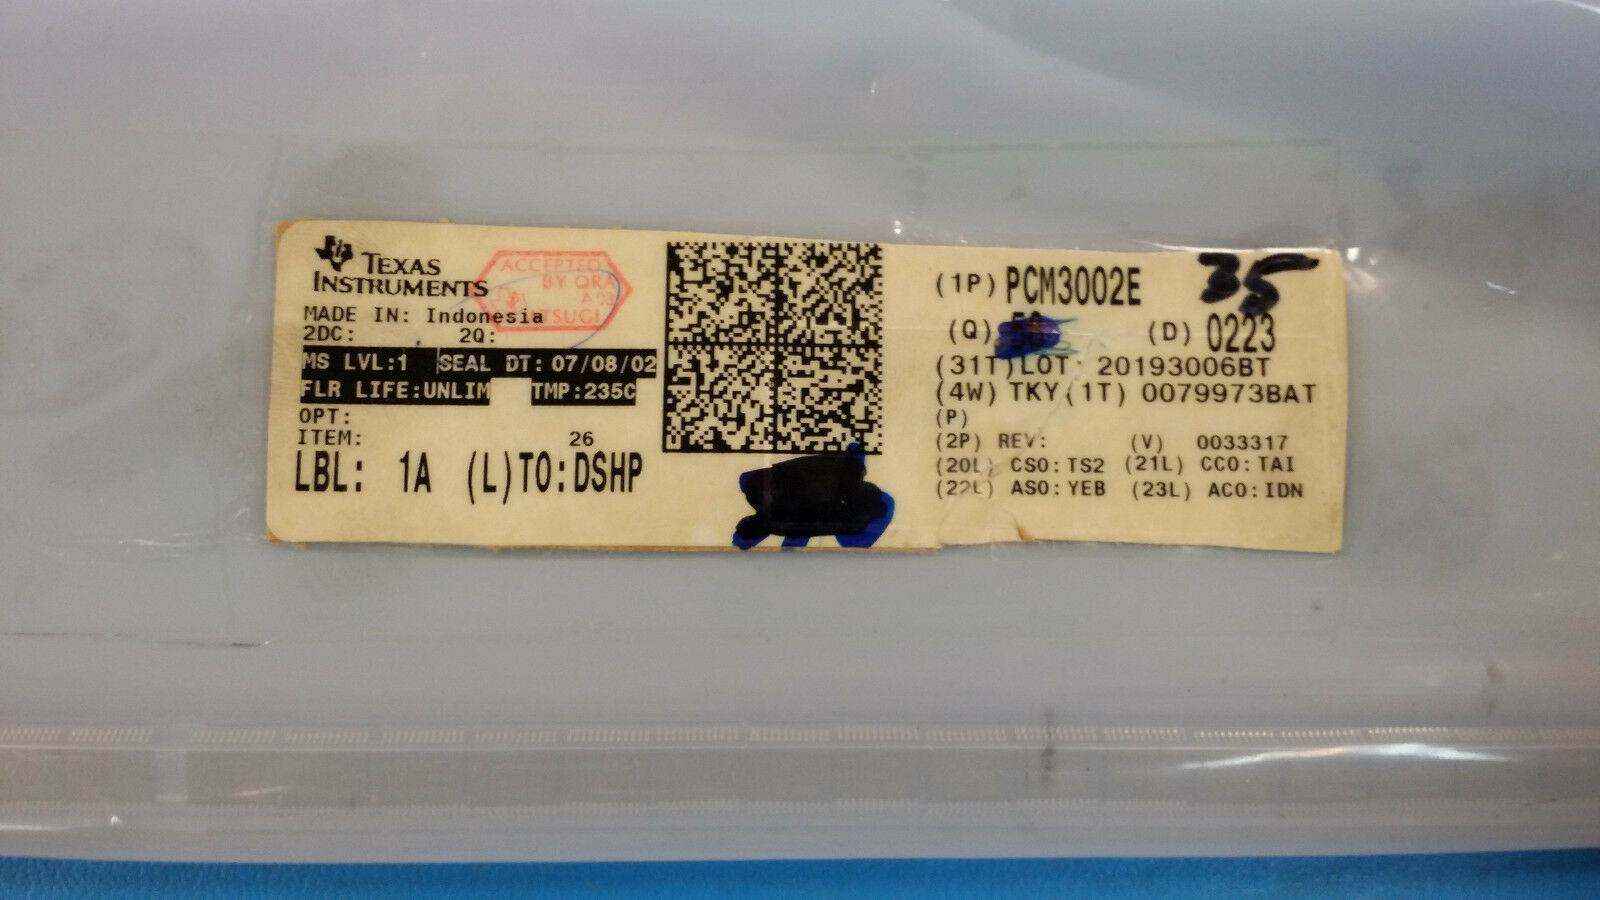 TEXAS
INSTRUMENTS
ACCEPTED
BY QRA
MADE IN: Indonesia
2DC: 2Q:
MS LVL:1 SEAL DT: 07/08/02
FLR LIFE:UNLIM TMP:235C
OPT:
ITEM: 26
LBL: 1A (L)TO:DSHP
(1P) PCM3002E 35
(Q) 50 (D) 0223
(31T)LOT: 20193006BT
(4W) TKY(1T) 0079973BAT
(P)
(2P) REV: (V) 0033317
(20L) CSO:TS2 (21L) CCO:TAI
(22L) ASO:YEB (23L) ACO:IDN